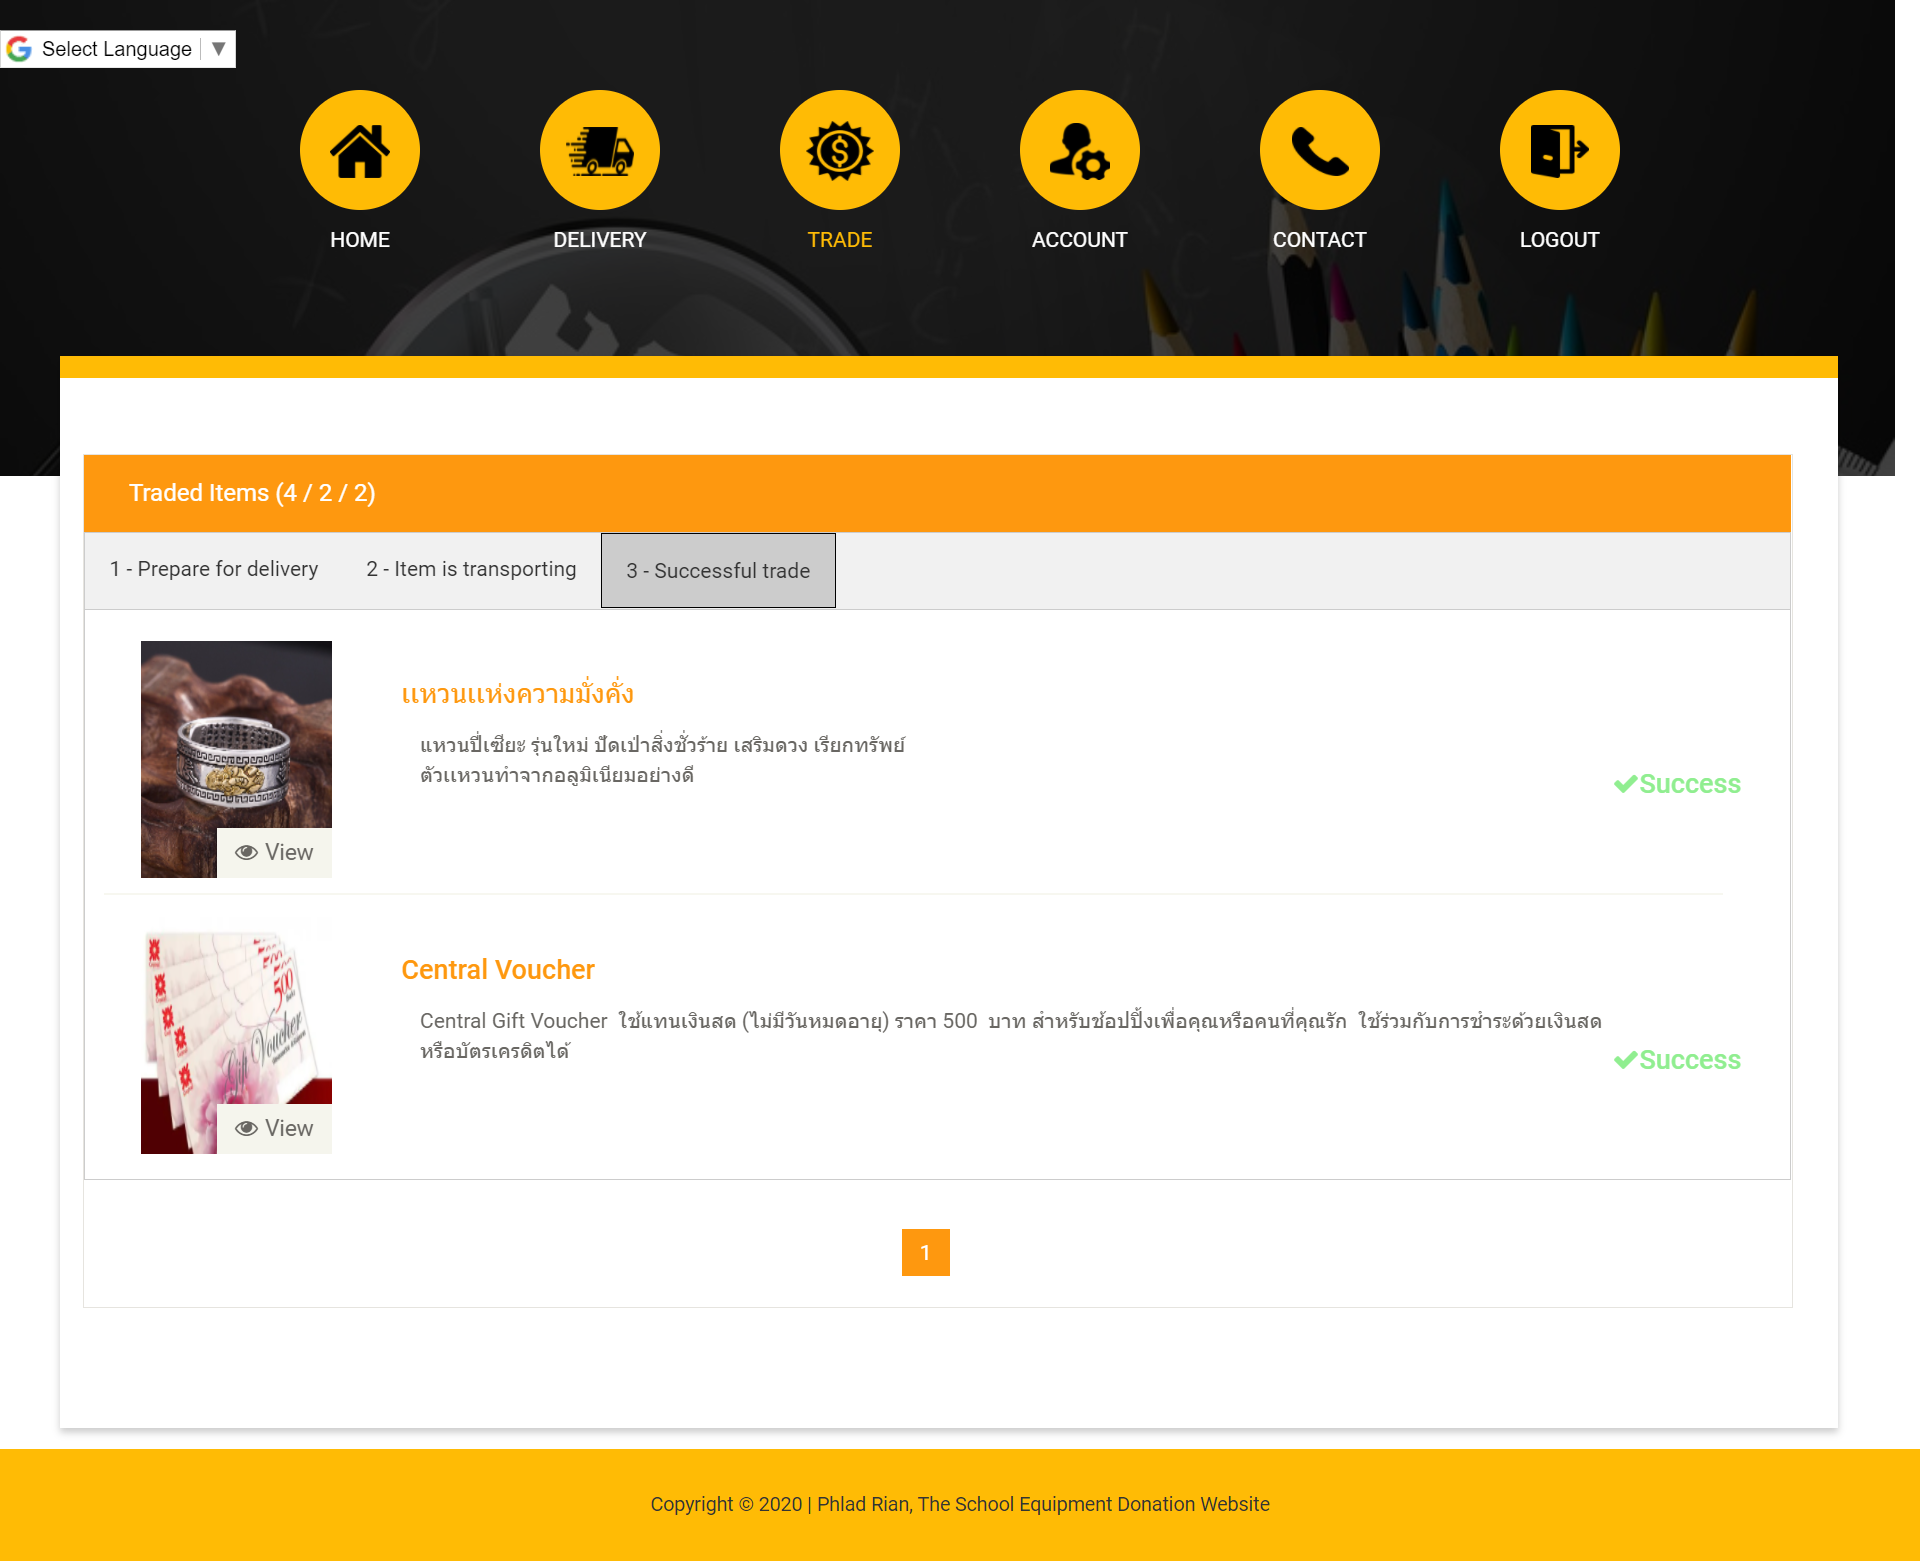 Select Language ▼
HOME
DELIVERY
TRADE
ACCOUNT
CONTACT
LOGOUT
Traded Items (4 / 2 / 2)
1 - Prepare for delivery
2 - Item is transporting
3 - Successful trade
แหวนแห่งความมั่งคั่ง
แหวนปี่เซียะ รุ่นใหม่ ปัดเป่าสิ่งชั่วร้าย เสริมดวง เรียกทรัพย์
ตัวแหวนทำจากอลูมิเนียมอย่างดี
Success
View
Central Voucher
Central Gift Voucher ใช้แทนเงินสด (ไม่มีวันหมดอายุ) ราคา 500 บาท สำหรับช้อปปิ้งเพื่อคุณหรือคนที่คุณรัก ใช้ร่วมกับการชำระด้วยเงินสด
หรือบัตรเครดิตได้
Success
500
Gift Voucher
View
1
Copyright © 2020 | Phlad Rian, The School Equipment Donation Website